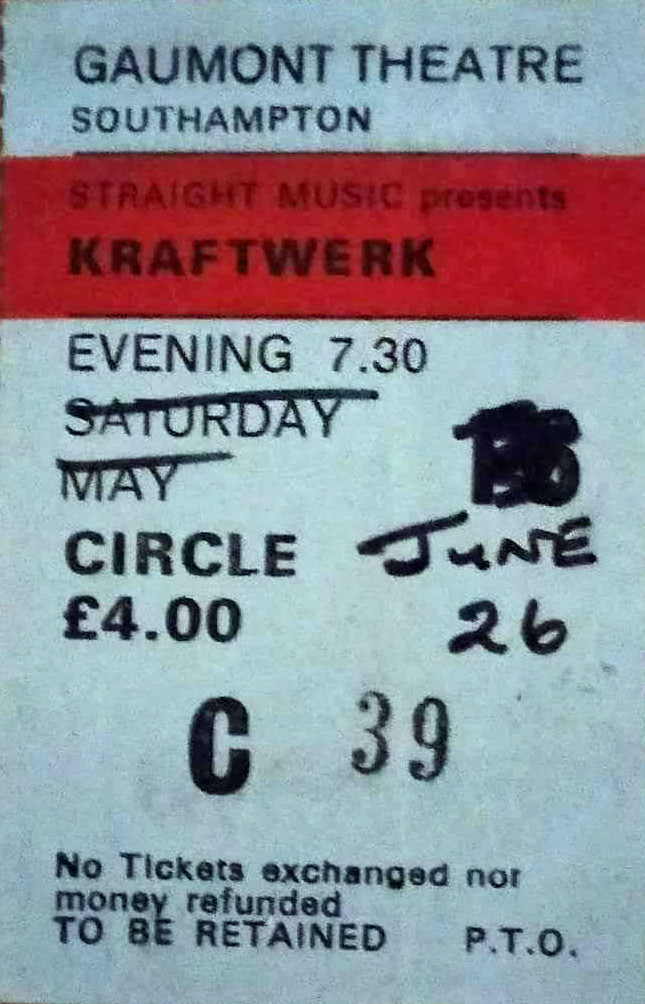 GAUMONT THEATRE
SOUTHAMPTON
STRAIGHT MUSIC presents
KRAFTWERK
EVENING 7.30
SATURDAY
MAY
CIRCLE JUNE
£4.00 26
C 39
No Tickets exchanged nor
money refunded
TO BE RETAINED P.T.O.